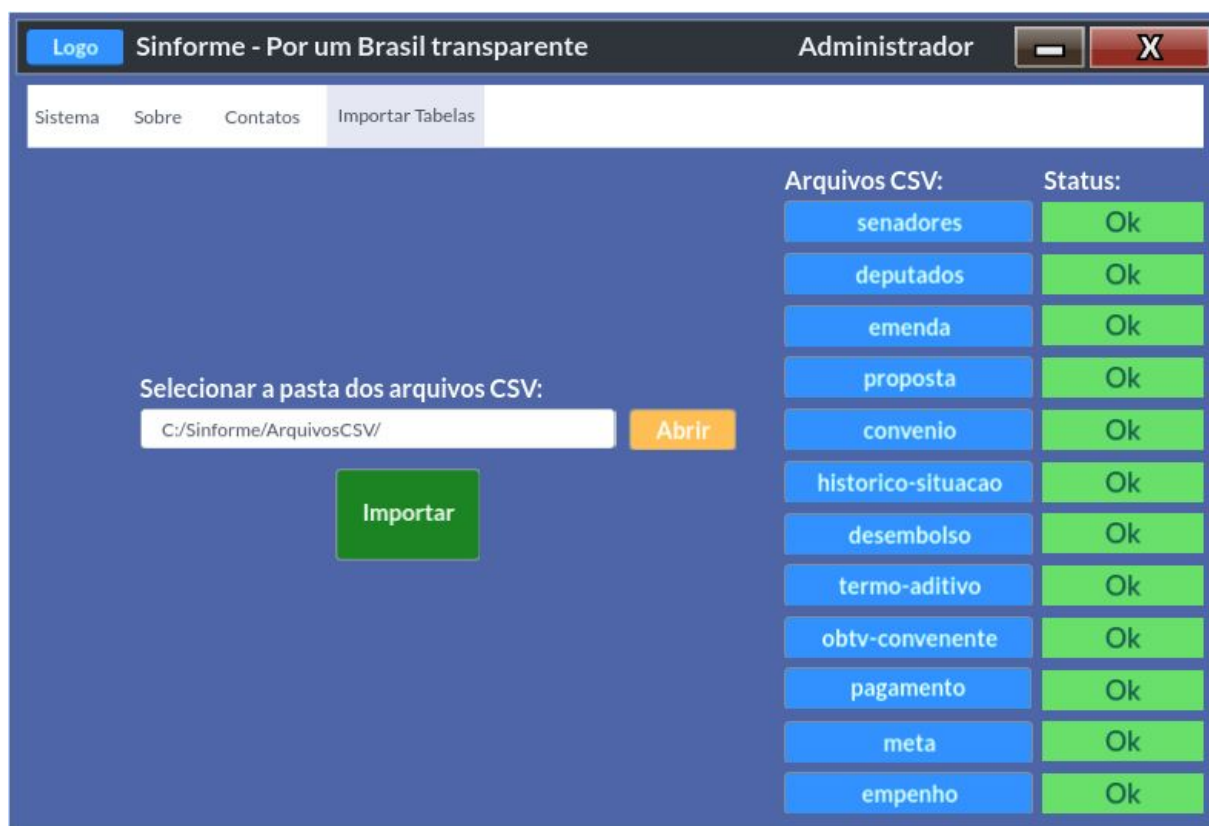 Logo Sinforme - Por um Brasil transparente Administrador X
Sistema Sobre Contatos Importar Tabelas
Arquivos CSV: Status:
senadores Ok
deputados Ok
emenda Ok
proposta Ok
Selecionar a pasta dos arquivos CSV:
C:/Sinforme/ArquivosCSV/ Abrir
convenio Ok
historico-situacao Ok
Importar
desembolso Ok
termo-aditivo Ok
obtv-convenente Ok
pagamento Ok
meta Ok
empenho Ok